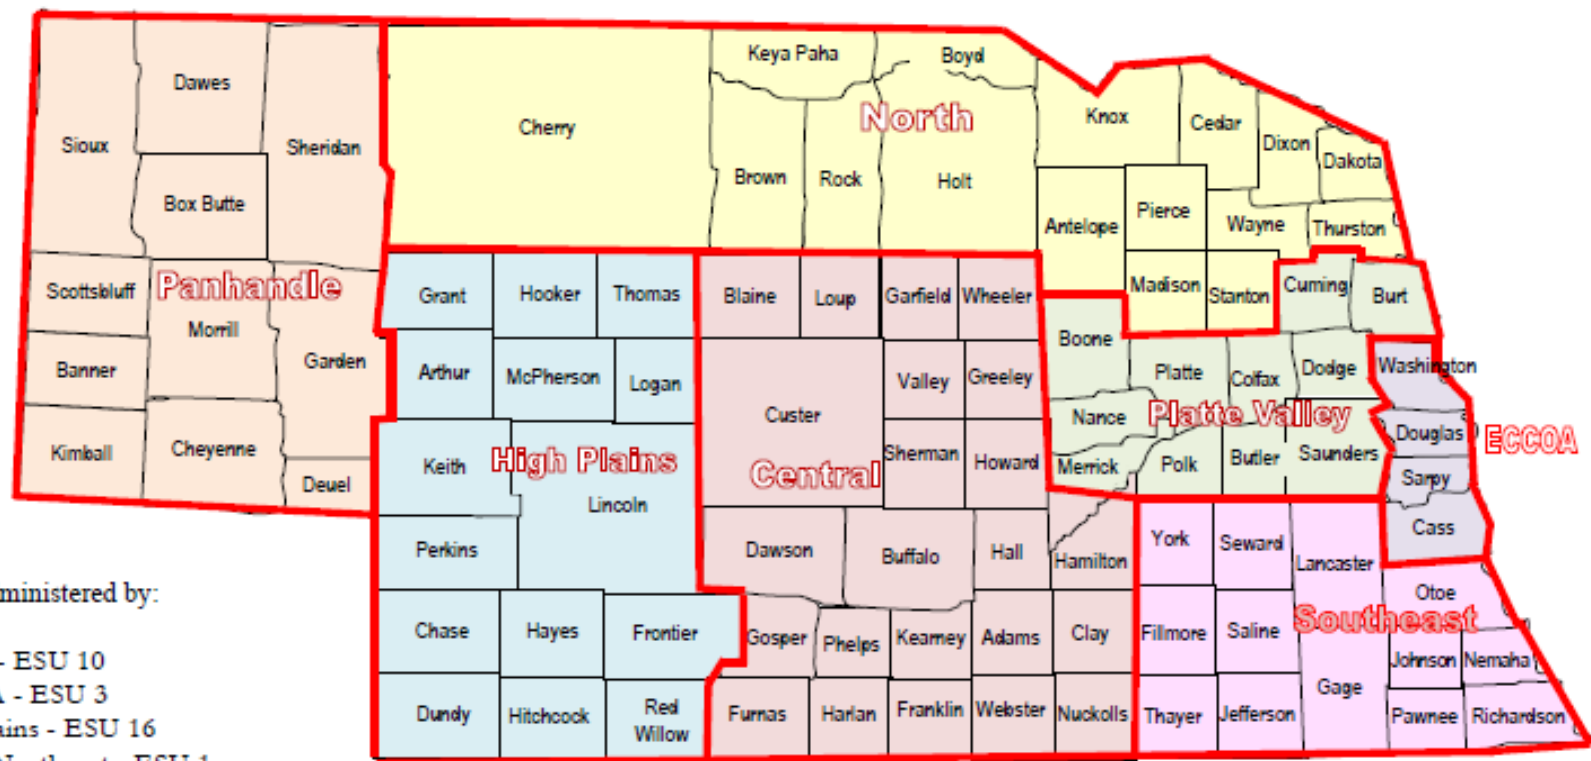 Keya Paha
Boyd
Dawes
Knox
Cherry
North
Cedar
Sioux
Sheridan
Dixon
Dakota
Brown
Rock
Holt
Box Butte
Pierce
Antelope
Wayne
Thurston
Scottsbluff
Panhandle
Grant
Hooker
Thomas
Blaine
Loup
Garfield
Wheeler
Madison
Stanton
Cuming
Burt
Morrill
Boone
Garden
Banner
Arthur
McPherson
Logan
Valley
Greeley
Platte
Colfax
Dodge
Washington
Custer
Nance
Platte Valley
Douglas
ECCOA
Kimball
Cheyenne
Keith
High Plains
Central
Sherman
Howard
Merrick
Polk
Butler
Saunders
Sarpy
Deuel
Lincoln
Cass
Perkins
Dawson
Buffalo
Hall
Hamilton
York
Seward
Lancaster
ministered by:
Otoe
Chase
Hayes
Frontier
Gosper
Phelps
Kearney
Adams
Clay
Fillmore
Saline
Southeast
- ESU 10
Johnson
Nemaha
A - ESU 3
Gage
Dundy
Hitchcock
Red
Willow
Furnas
Harlan
Franklin
Webster
Nuckolls
Thayer
Jefferson
Pawnee
Richardson
ains - ESU 16